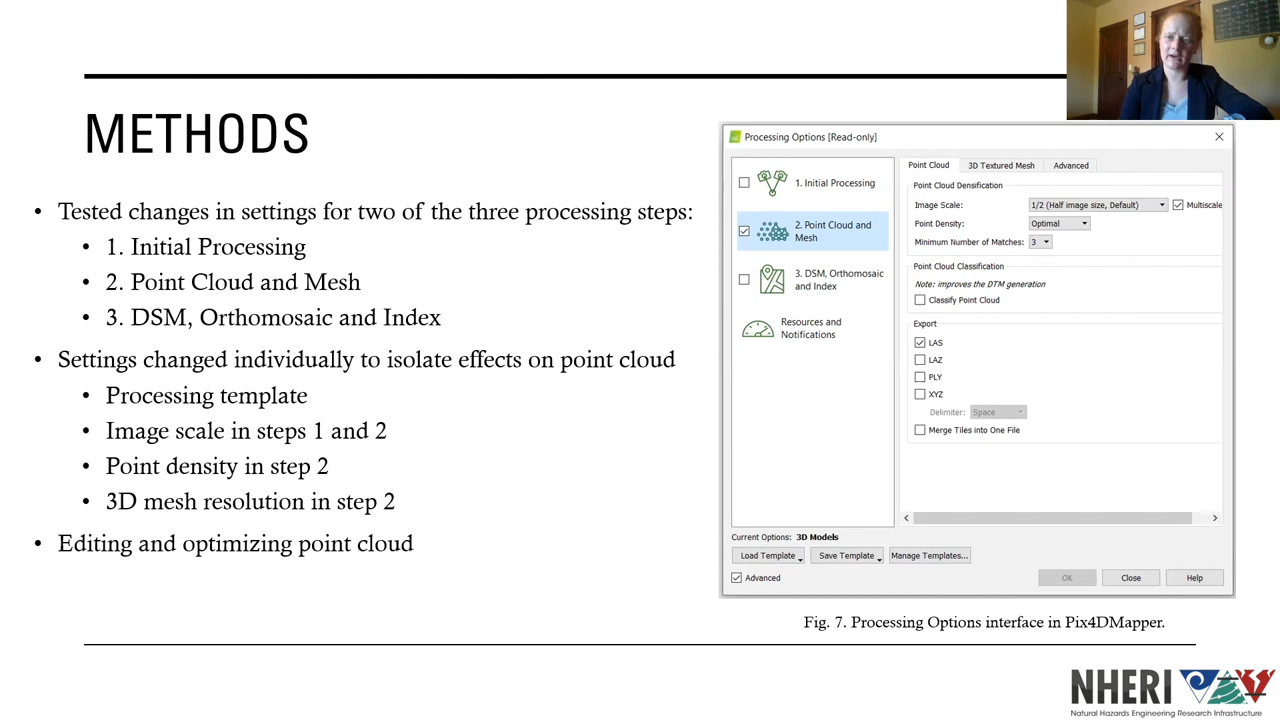 METHODS
• Tested changes in settings for two of the three processing steps:
• 1. Initial Processing
• 2. Point Cloud and Mesh
• 3. DSM, Orthomosaic and Index
• Settings changed individually to isolate effects on point cloud
• Processing template
• Image scale in steps 1 and 2
• Point density in step 2
• 3D mesh resolution in step 2
• Editing and optimizing point cloud
Processing Options [Read-only]
1. Initial Processing
2. Point Cloud and
Mesh
3. DSM, Orthomosaic
and Index
Resources and
Notifications
Point Cloud 3D Textured Mesh Advanced
Point Cloud Densification
Image Scale: 1/2 (Half image size, Default) Multiscale
Point Density: Optimal
Minimum Number of Matches: 3
Point Cloud Classification
Note: improves the DTM generation
Classify Point Cloud
Export
LAS
LAZ
PLY
XYZ
Delimiter: Space
Merge Tiles into One File
Current Options: 3D Models
Load Template Save Template Manage Templates...
Advanced OK Close Help
Fig. 7. Processing Options interface in Pix4DMapper.
NHERI
Natural Hazards Engineering Research Infrastructure